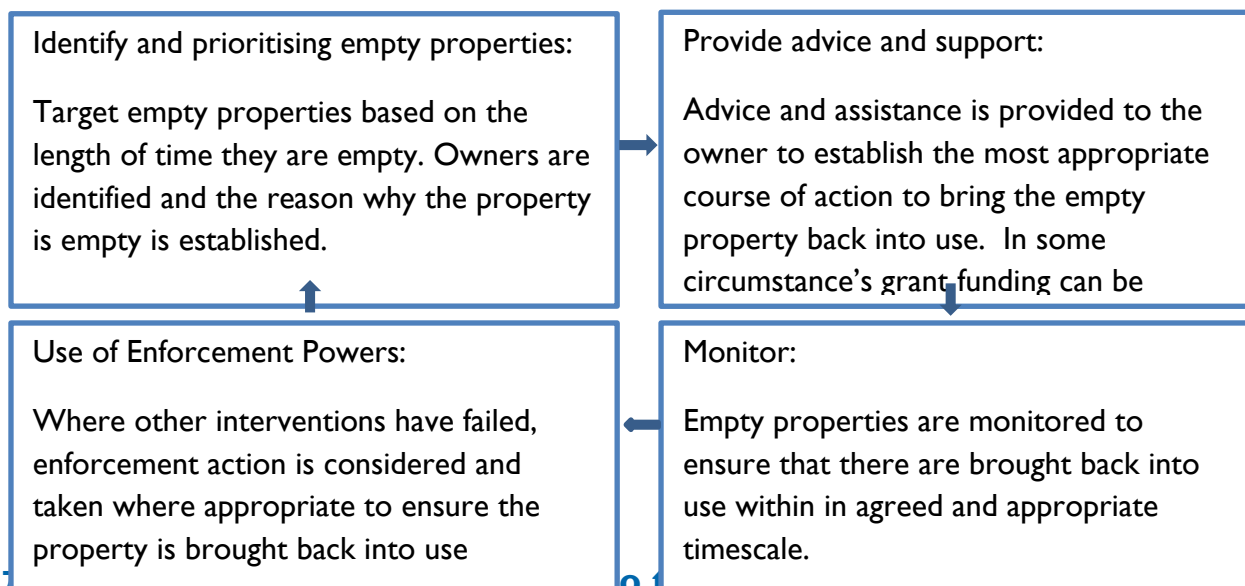 Identify and prioritising empty properties:
Target empty properties based on the
length of time they are empty. Owners are
identified and the reason why the property
is empty is established.
Provide advice and support:
Advice and assistance is provided to the
owner to establish the most appropriate
course of action to bring the empty
property back into use. In some
circumstance's grant funding can be
Use of Enforcement Powers:
Where other interventions have failed,
enforcement action is considered and
taken where appropriate to ensure the
property is brought back into use
Monitor:
Empty properties are monitored to
ensure that there are brought back into
use within in agreed and appropriate
timescale.